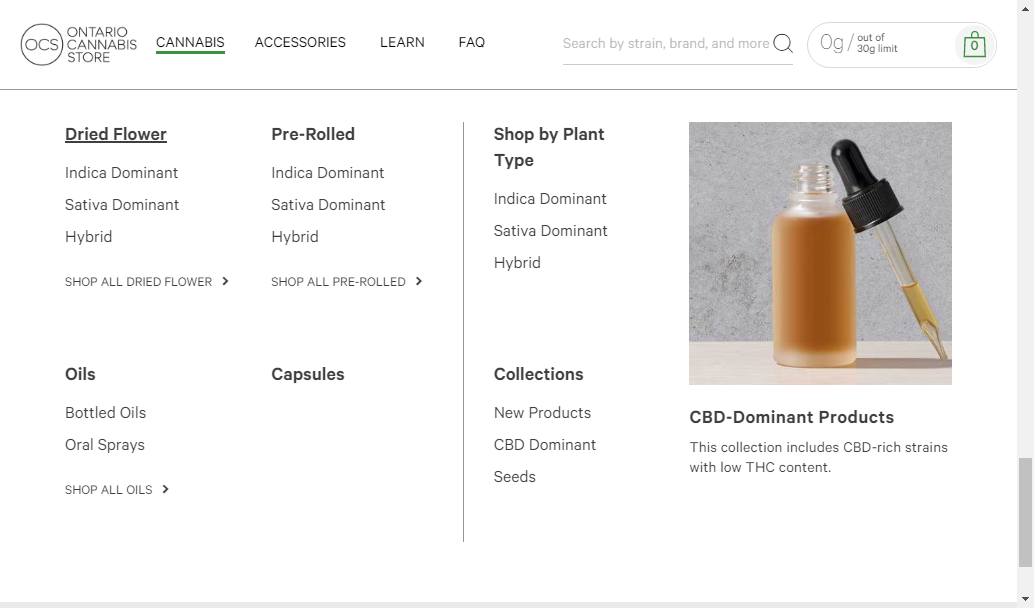 OCS
ONTARIO
CANNABIS
STORE
CANNABIS
ACCESSORIES
LEARN
FAQ
Search by strain, brand, and more
0g / out of
30g limit
0
Dried Flower
Indica Dominant
Sativa Dominant
Hybrid
SHOP ALL DRIED FLOWER
Pre-Rolled
Indica Dominant
Sativa Dominant
Hybrid
SHOP ALL PRE-ROLLED
Oils
Bottled Oils
Oral Sprays
SHOP ALL OILS
Capsules
Shop by Plant
Type
Indica Dominant
Sativa Dominant
Hybrid
Collections
New Products
CBD Dominant
Seeds
CBD-Dominant Products
This collection includes CBD-rich strains
with low THC content.